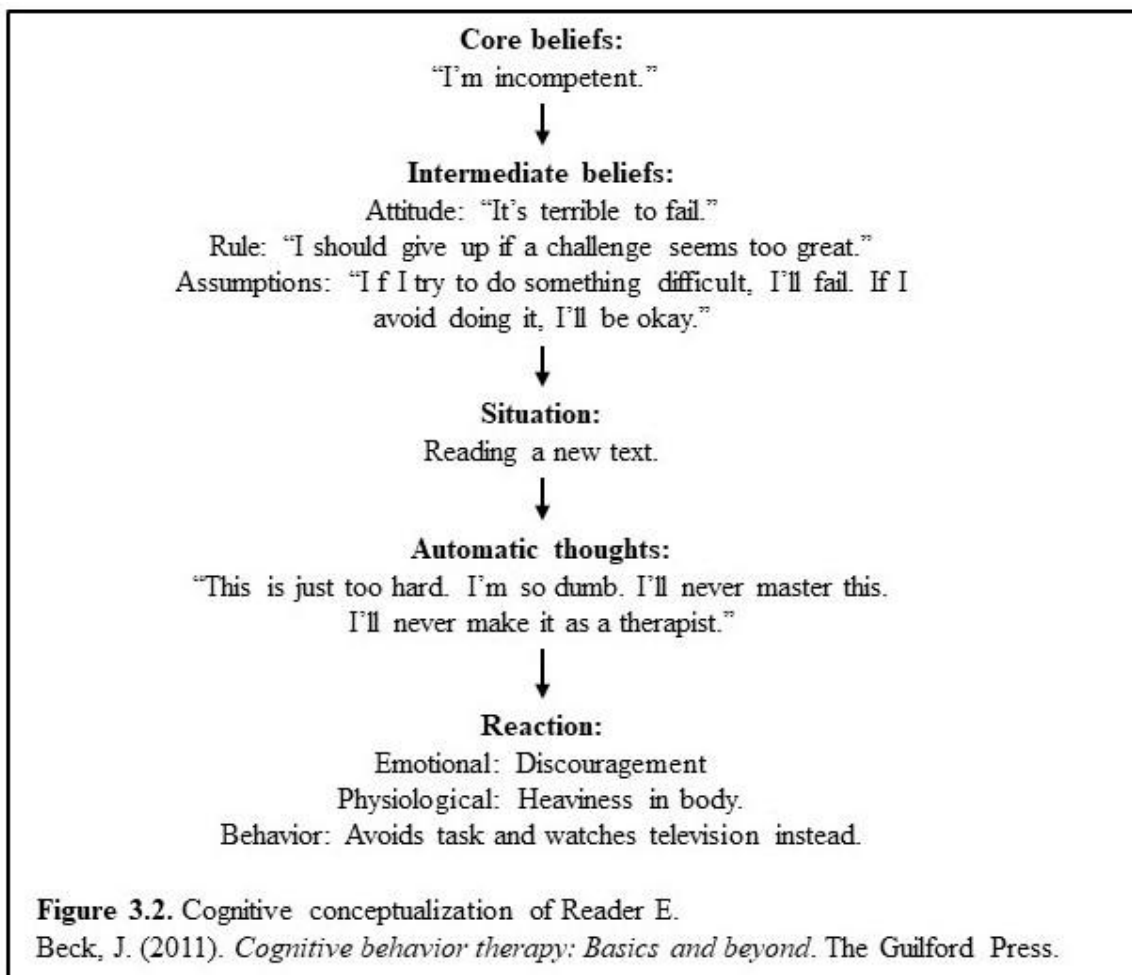 Core beliefs:
“I’m incompetent.”
Intermediate beliefs:
Attitude: “It’s terrible to fail.”
Rule: “I should give up if a challenge seems too great.”
Assumptions: “I f I try to do something difficult, I’ll fail. If I
avoid doing it, I’ll be okay.”
Situation:
Reading a new text.
Automatic thoughts:
“This is just too hard. I’m so dumb. I’ll never master this.
I’ll never make it as a therapist.”
Reaction:
Emotional: Discouragement
Physiological: Heaviness in body.
Behavior: Avoids task and watches television instead.
Figure 3.2. Cognitive conceptualization of Reader E.
Beck, J. (2011). Cognitive behavior therapy: Basics and beyond. The Guilford Press.